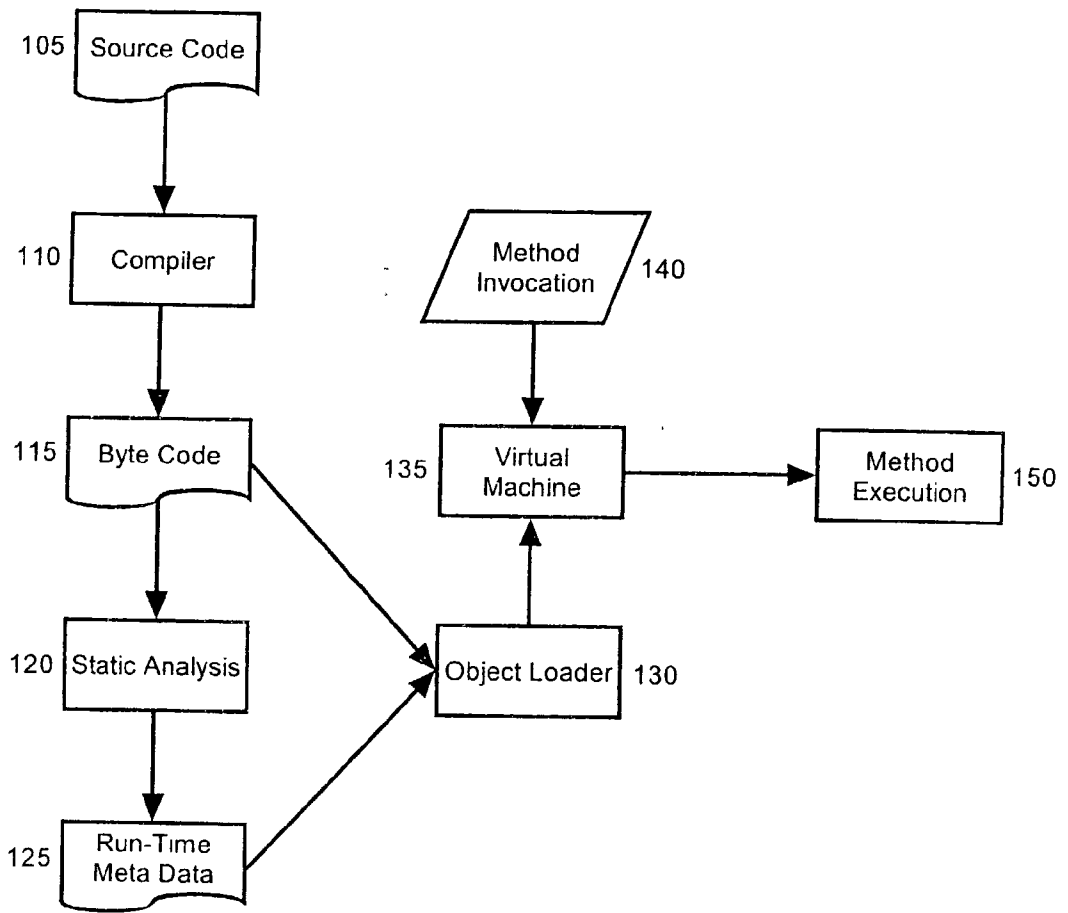 105
Source Code
110
Compiler
Method
Invocation
140
115
Byte Code
135
Virtual
Machine
Method
Execution
150
120
Static Analysis
Object Loader
130
125
Run-Time
Meta Data